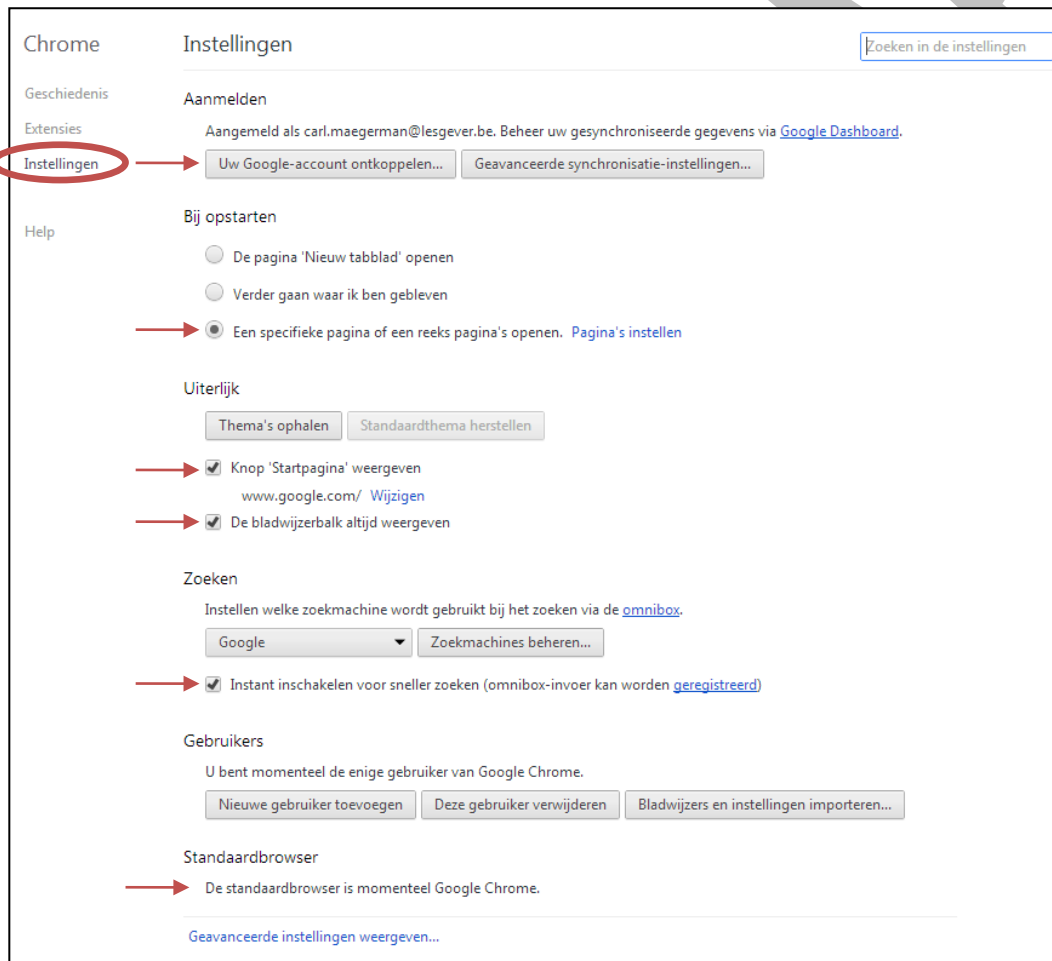 Chrome
Instellingen
Zoeken in de instellingen
Geschiedenis
Extensies
Instellingen
Help
Aanmelden
Aangemeld als carl.maegerman@lesgever.be. Beheer uw gesynchroniseerde gegevens via Google Dashboard.
Uw Google-account ontkoppelen... Geavanceerde synchronisatie-instellingen...
Bij opstarten
De pagina 'Nieuw tabblad' openen
Verder gaan waar ik ben gebleven
Een specifieke pagina of een reeks pagina's openen. Pagina's instellen
Uiterlijk
Thema's ophalen Standaardthema herstellen
Knop 'Startpagina' weergeven
www.google.com/ Wijzigen
De bladwijzerbalk altijd weergeven
Zoeken
Instellen welke zoekmachine wordt gebruikt bij het zoeken via de omnibox.
Google Zoekmachines beheren...
Instant inschakelen voor sneller zoeken (omnibox-invoer kan worden geregistreerd)
Gebruikers
U bent momenteel de enige gebruiker van Google Chrome.
Nieuwe gebruiker toevoegen Deze gebruiker verwijderen Bladwijzers en instellingen importeren...
Standaardbrowser
De standaardbrowser is momenteel Google Chrome.
Geavanceerde instellingen weergeven...